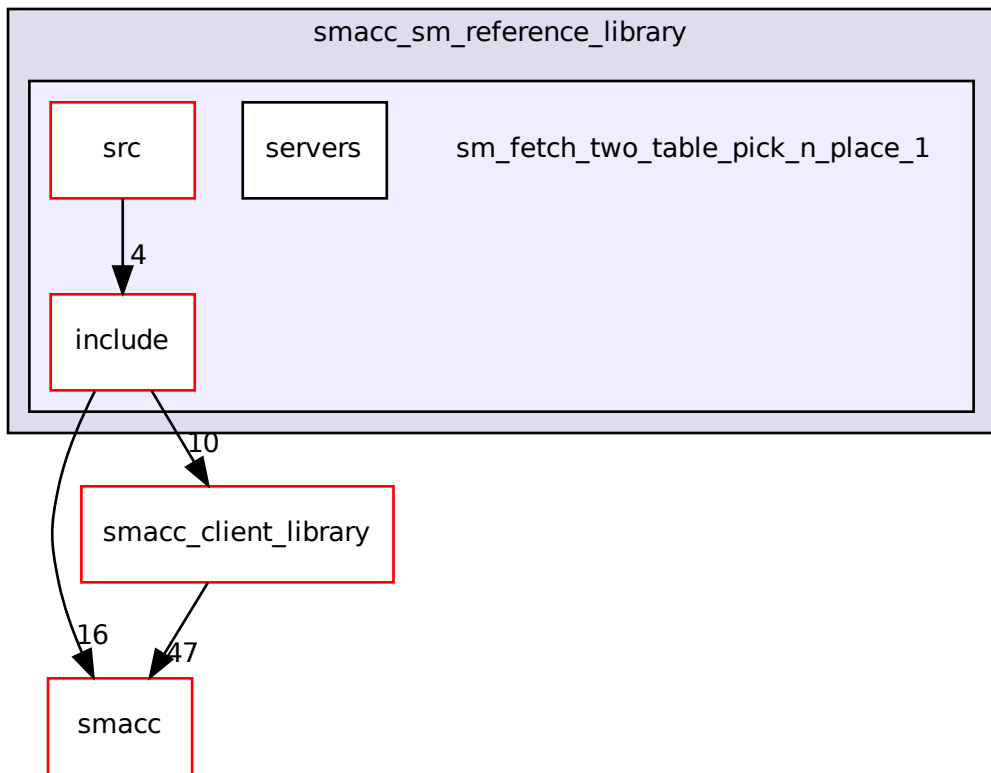 smacc_sm_reference_library
src
servers
sm_fetch_two_table_pick_n_place_1
4
include
10
smacc_client_library
16
47
smacc